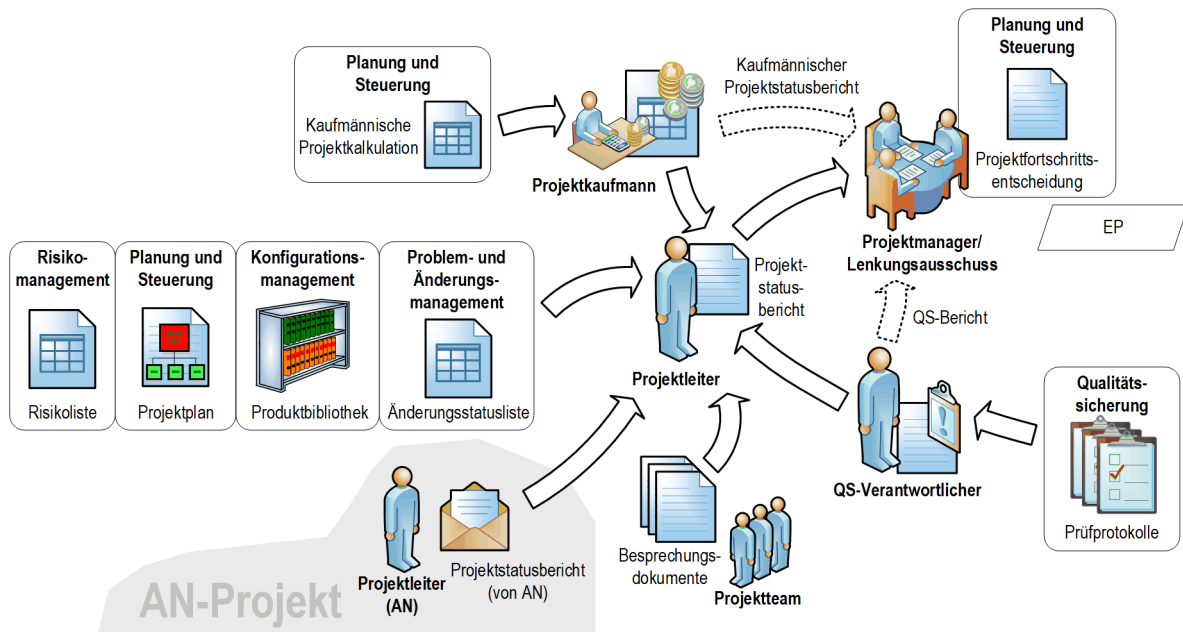 Planung und
Steuerung
Kaufmännische
Projektkalkulation
Projektkaufmann
Kaufmännischer
Projektstatusbericht
Planung und
Steuerung
Projektfortschritts-
entscheidung
Projektmanager/
Lenkungsausschuss
EP
Risiko-
management
Risikoliste
Planung und
Steuerung
Projektplan
Konfigurations-
management
Produktbibliothek
Problem- und
Änderungs-
management
Änderungsstatusliste
Projekt-
status-
bericht
Projektleiter
QS-Bericht
QS-Verantwortlicher
Qualitäts-
sicherung
Prüfprotokolle
Projektleiter
(AN)
Projektstatusbericht
(von AN)
AN-Projekt
Besprechungs-
dokumente
Projektteam